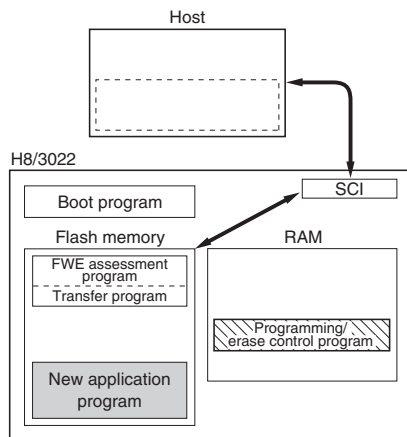 Host
H8/3022
SCI
Boot program
Flash memory
RAM
FWE assessment
program
Transfer program
Programming/
erase control program
New application
program